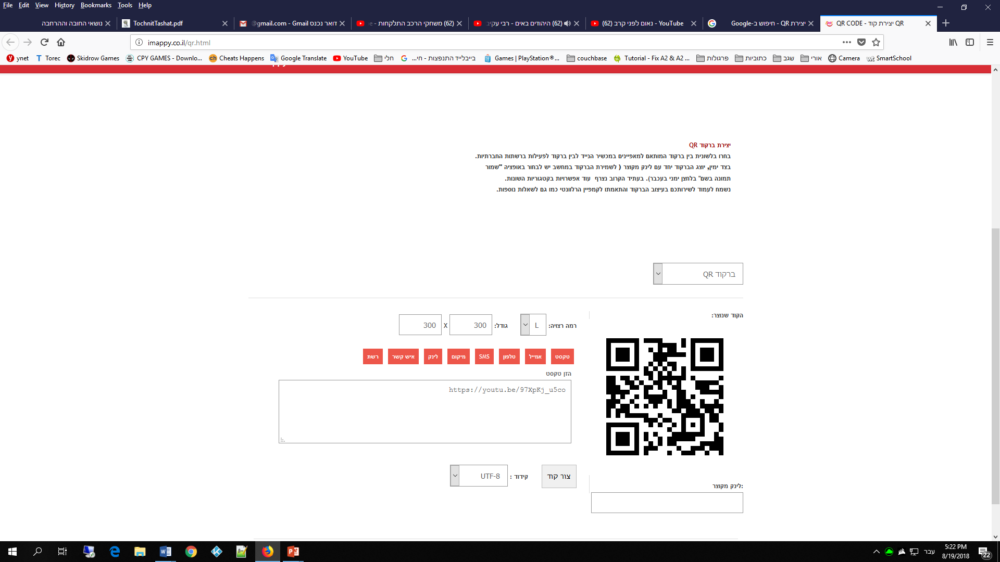 File Edit View History Bookmarks Tools Help
נושאי החובה וההרחבה
TochnitTashat.pdf
דואר נכנס - Gmail - @gmail.com
(62) משחקי הרכב התלקחות -
(62) היהודים באים - רבי עקיב
(62) נאום לפני קרב - YouTube
יצירת QR - חיפוש ב-Google
QR CODE - יצירת קוד QR
imappy.co.il/qr.html
ynet Torec Skidrow Games CPY GAMES - Downlo... Cheats Happens Google Translate YouTube חלי בייבלייד התנפצות - חי... Games | PlayStation®... couchbase Tutorial - Fix A2 & A2 ... פרגולות כתוביות שגב אורי Camera SmartSchool
יצירת ברקוד QR
בחרו בלשונית בין ברקוד המותאם למאפיינים במכשיר הנייד לבין ברקוד לפעילות ברשתות החברתיות.
בצד ימין, יוצג הברקוד יחד עם לינק מקוצר ( לשמירת הברקוד במחשב יש לבחור באופציה "שמור
תמונה בשם" בלחצן ימני בעכבר). בעתיד הקרוב נצרף עוד אפשרויות בקטגוריות השונות.
נשמח לעמוד לשירותכם בעיצוב הברקוד והתאמתו לקמפיין הרלוונטי כמו גם לשאלות נוספות.
ברקוד QR
הקוד שנוצר:
רמה רצויה: L גודל: 300 X 300
טקסט אמייל טלפון SMS מיקום לינק איש קשר רשת
הזן טקסט
https://youtu.be/97XpKj_u5co
צור קוד קידוד : UTF-8
לינק מקוצר:
עבר
5:22 PM
8/19/2018
22